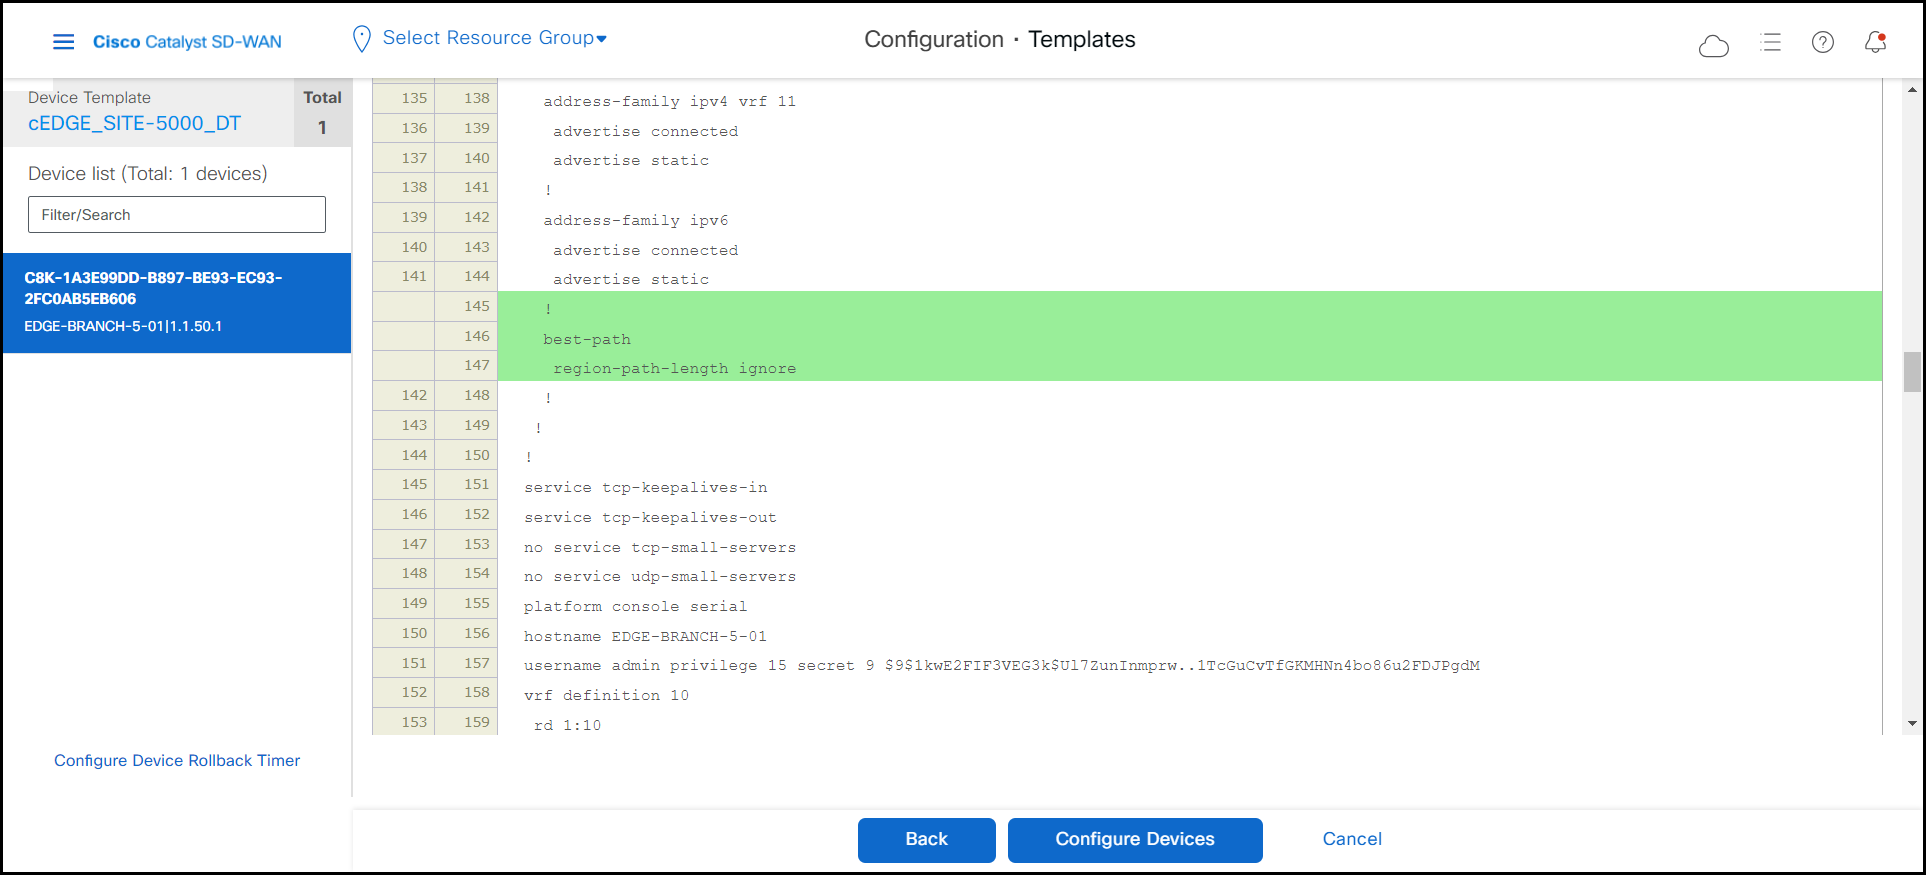 Cisco Catalyst SD-WAN
Select Resource Group
Configuration · Templates
Device Template
cEDGE_SITE-5000_DT
Total
1
Device list (Total: 1 devices)
Filter/Search
C8K-1A3E99DD-B897-BE93-EC93-
2FC0AB5EB606
EDGE-BRANCH-5-01|1.1.50.1
Configure Device Rollback Timer
135 138 address-family ipv4 vrf 11
136 139 advertise connected
137 140 advertise static
138 141 !
139 142 address-family ipv6
140 143 advertise connected
141 144 advertise static
145 !
146 best-path
147 region-path-length ignore
142 148 !
143 149 !
144 150 !
145 151 service tcp-keepalives-in
146 152 service tcp-keepalives-out
147 153 no service tcp-small-servers
148 154 no service udp-small-servers
149 155 platform console serial
150 156 hostname EDGE-BRANCH-5-01
151 157 username admin privilege 15 secret 9 $9$1kwE2FIF3VEG3k$Ul7ZunInmprw..1TcGuCvTfGKMHNn4bo86u2FDJPgdM
152 158 vrf definition 10
153 159 rd 1:10
Back
Configure Devices
Cancel